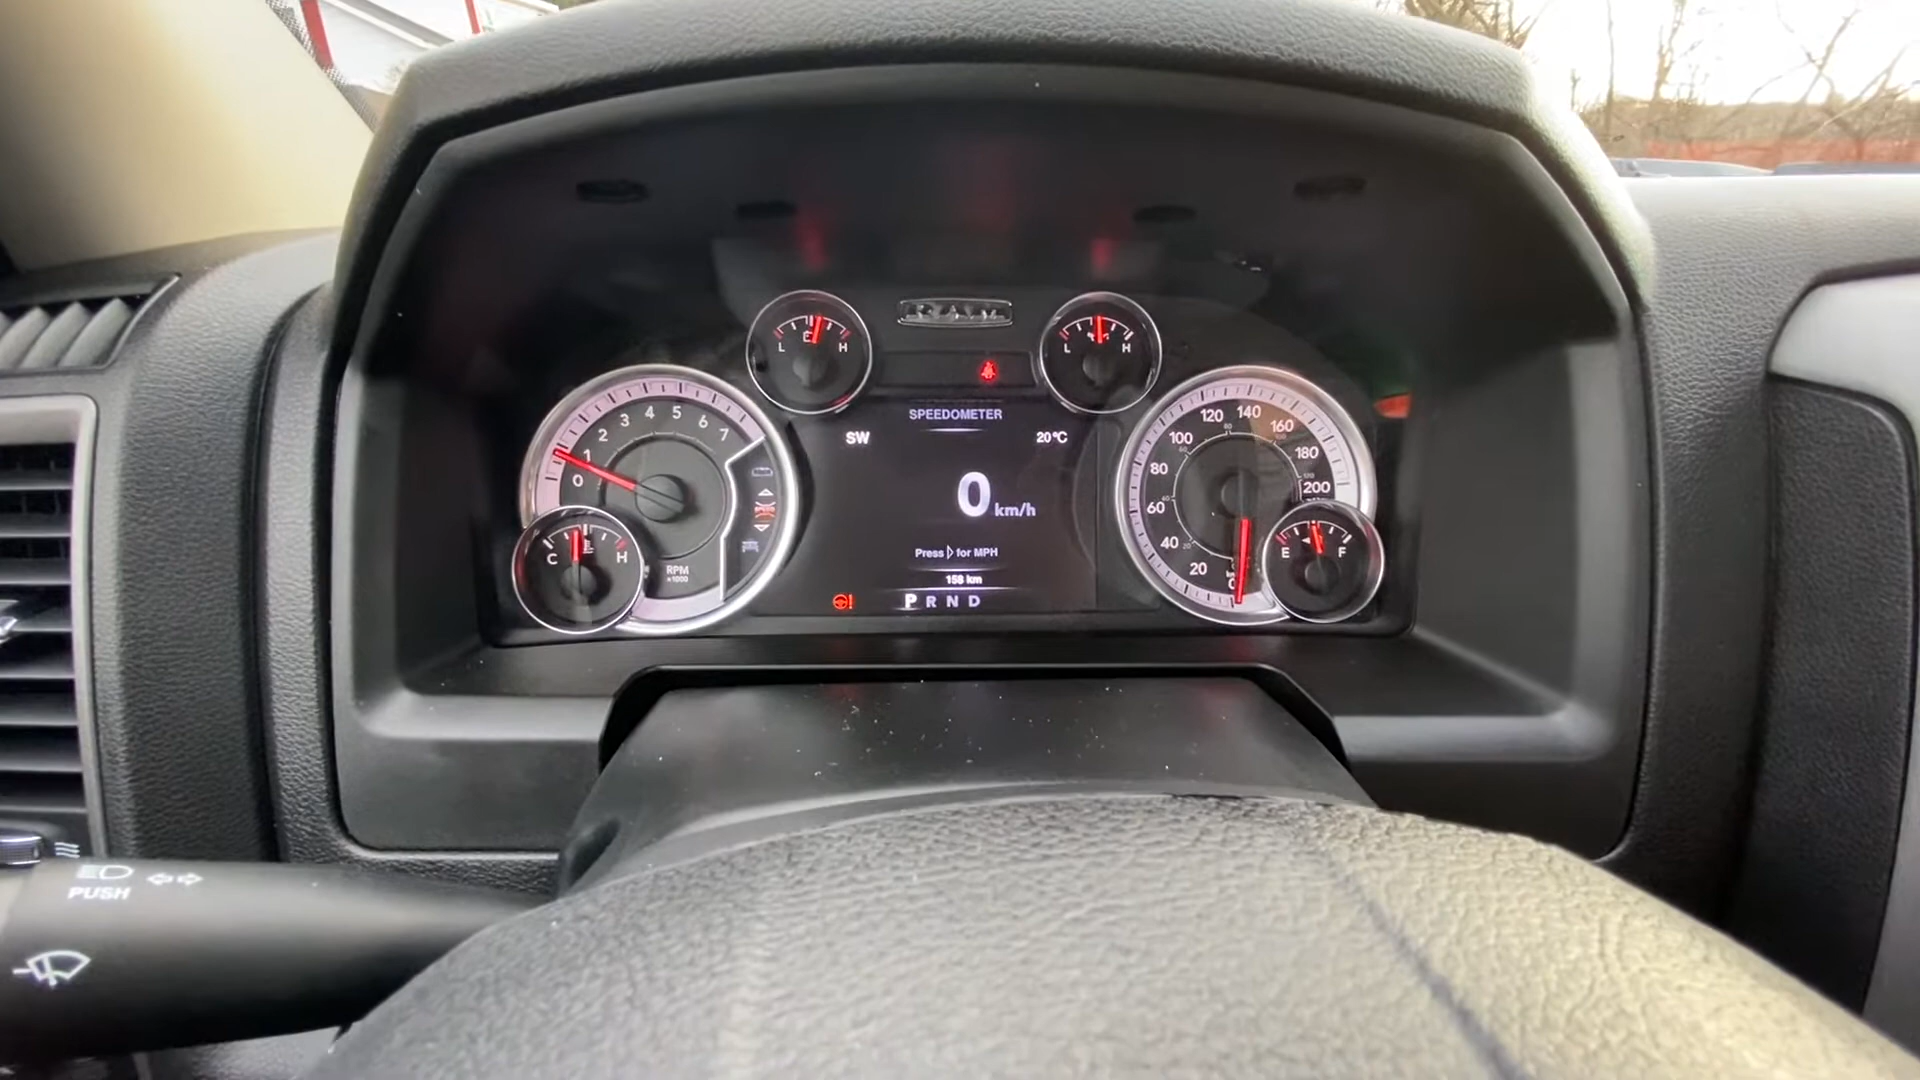 RAM
L H
L H
SPEEDOMETER
SW 20°C
0 km/h
Press ▷ for MPH
158 km
P R N D
0 1 2 3 4 5 6 7
RPM
x1000
C H
0 20 40 60 80 100 120 140 160 180 200
E F
PUSH